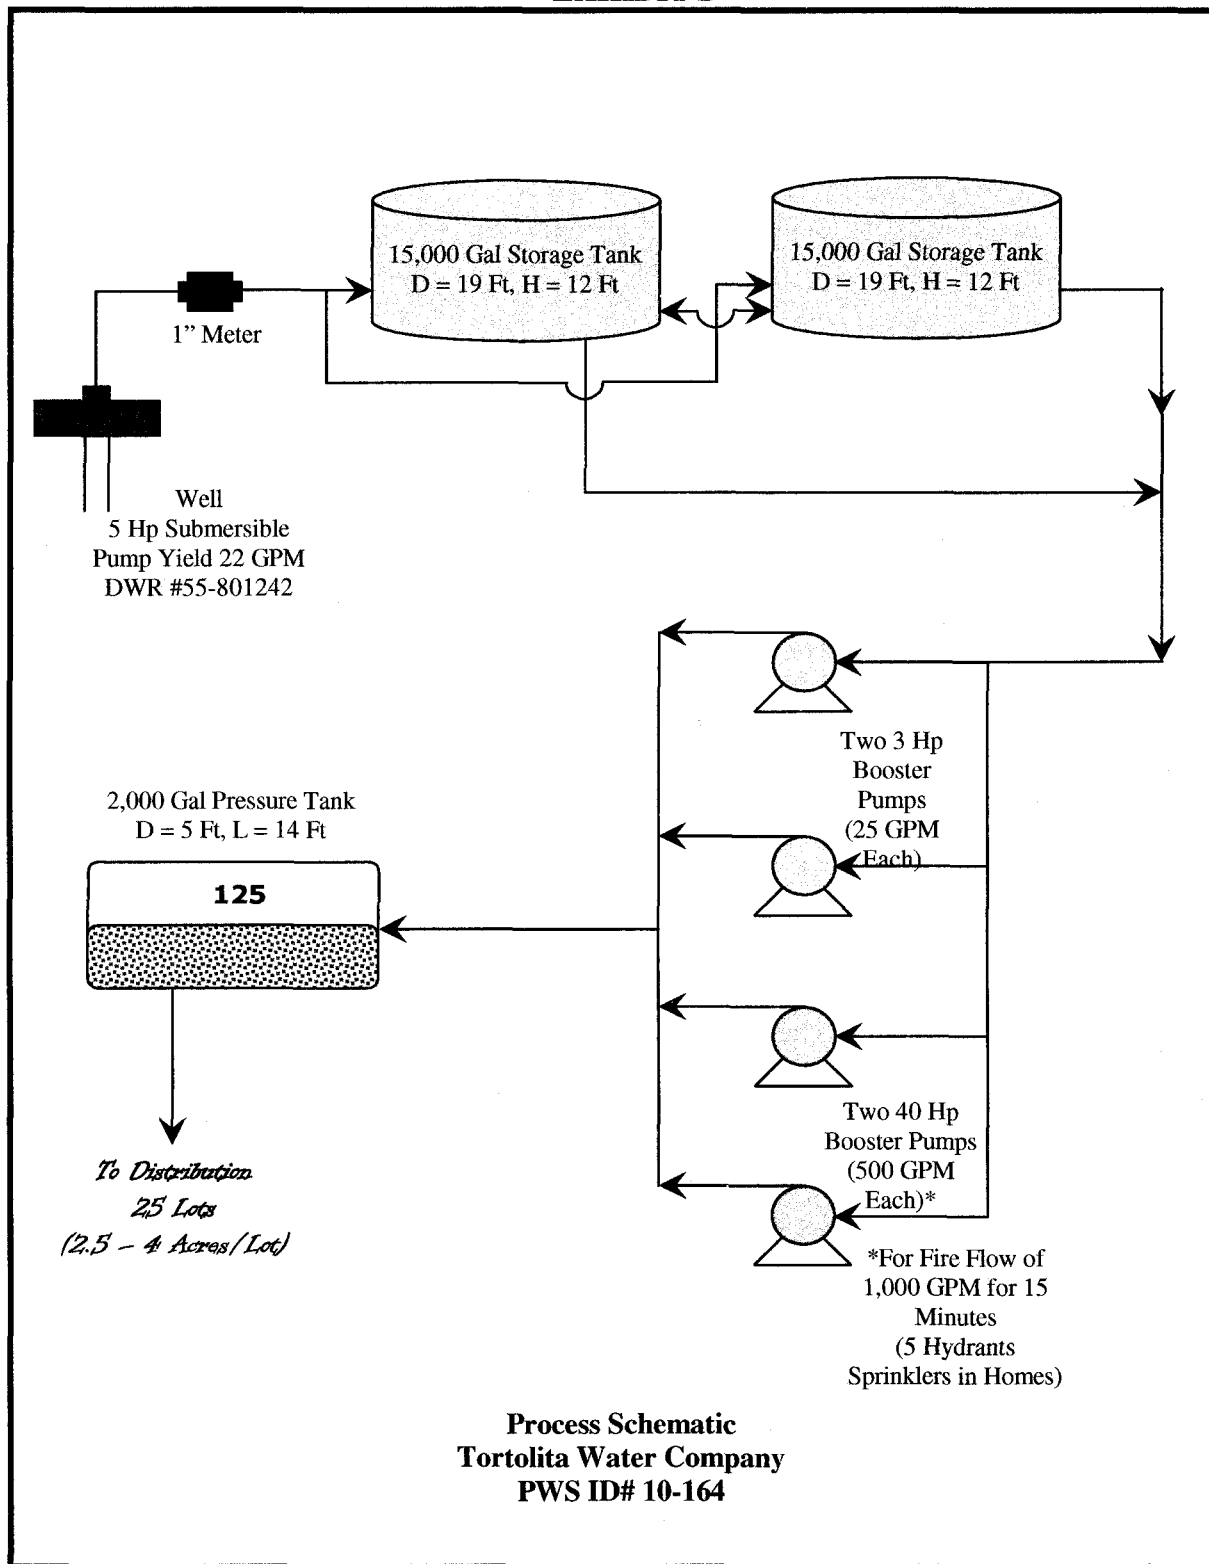 15,000 Gal Storage Tank
D = 19 Ft, H = 12 Ft
15,000 Gal Storage Tank
D = 19 Ft, H = 12 Ft
1” Meter
Well
5 Hp Submersible
Pump Yield 22 GPM
DWR #55-801242
Two 3 Hp
Booster
Pumps
(25 GPM
Each)
2,000 Gal Pressure Tank
D = 5 Ft, L = 14 Ft
125
To Distribution
25 Lots
(2.5 – 4 Acres/Lot)
Two 40 Hp
Booster Pumps
(500 GPM
Each)*
*For Fire Flow of
1,000 GPM for 15
Minutes
(5 Hydrants
Sprinklers in Homes)
Process Schematic
Tortolita Water Company
PWS ID# 10-164